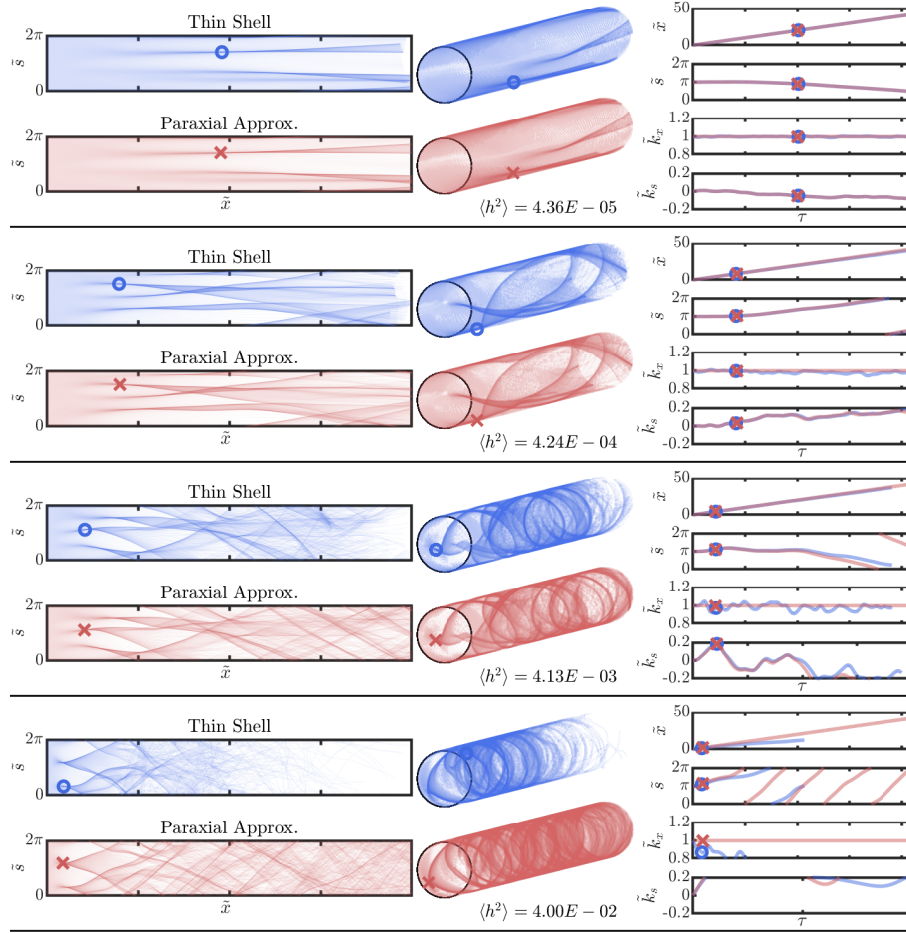 Thin Shell
2π
s̃
0
Paraxial Approx.
2π
s̃
0
x̃
⟨h²⟩ = 4.36E − 05
50
x̃
0
2π
s̃ π
0
1.2
k̃ₓ 1
0.8
0.2
k̃ₛ 0
-0.2
τ
Thin Shell
2π
s̃
0
Paraxial Approx.
2π
s̃
0
x̃
⟨h²⟩ = 4.24E − 04
50
x̃
0
2π
s̃ π
0
1.2
k̃ₓ 1
0.8
0.2
k̃ₛ 0
-0.2
τ
Thin Shell
2π
s̃
0
Paraxial Approx.
2π
s̃
0
x̃
⟨h²⟩ = 4.13E − 03
50
x̃
0
2π
s̃ π
0
1.2
k̃ₓ 1
0.8
0.2
k̃ₛ 0
-0.2
τ
Thin Shell
2π
s̃
0
Paraxial Approx.
2π
s̃
0
x̃
⟨h²⟩ = 4.00E − 02
50
x̃
0
2π
s̃ π
0
1.2
k̃ₓ 1
0.8
0.2
k̃ₛ 0
-0.2
τ